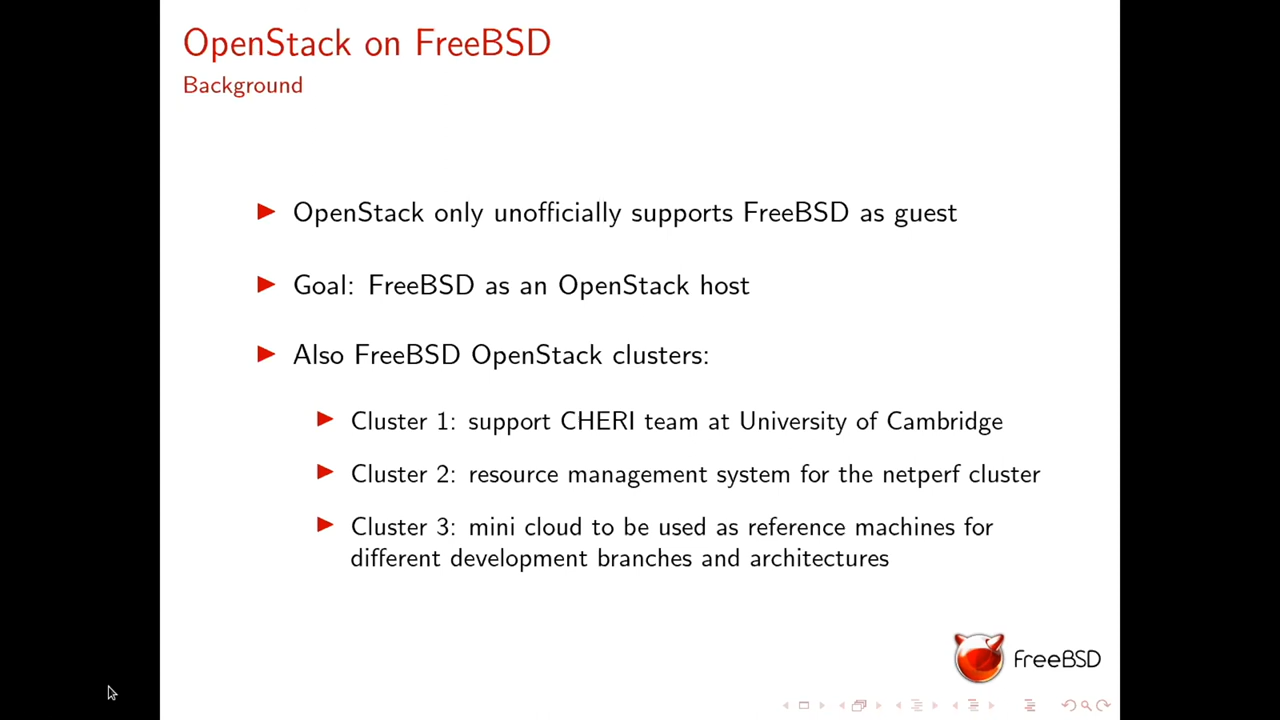 OpenStack on FreeBSD
Background
OpenStack only unofficially supports FreeBSD as guest
Goal: FreeBSD as an OpenStack host
Also FreeBSD OpenStack clusters:
Cluster 1: support CHERI team at University of Cambridge
Cluster 2: resource management system for the netperf cluster
Cluster 3: mini cloud to be used as reference machines for
different development branches and architectures
FreeBSD